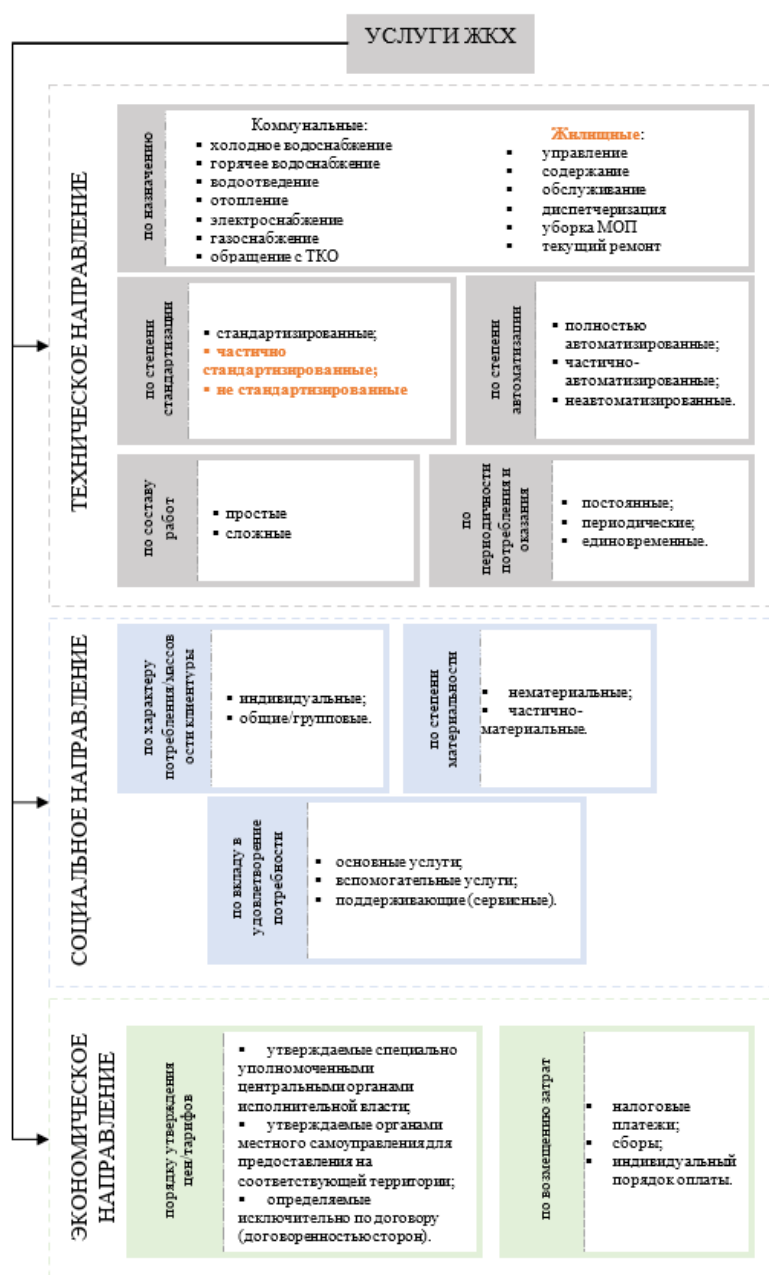 УСЛУГИ ЖКХ
ТЕХНИЧЕСКОЕ НАПРАВЛЕНИЕ
по назначению
Коммунальные:
▪ холодное водоснабжение
▪ горячее водоснабжение
▪ водоотведение
▪ отопление
▪ электроснабжение
▪ газоснабжение
▪ обращение с ТКО
Жилищные:
▪ управление
▪ содержание
▪ обслуживание
▪ диспетчеризация
▪ уборка МОП
▪ текущий ремонт
по степени
стандартизации
▪ стандартизированные;
▪ частично
стандартизированные;
▪ не стандартизированные
по степени
автоматизации
▪ полностью
автоматизированные;
▪ частично-
автоматизированные;
▪ неавтоматизированные.
по составу
работ
▪ простые
▪ сложные
по
периодичности
потребления и
оказания
▪ постоянные;
▪ периодические;
▪ единовременные.
СОЦИАЛЬНОЕ НАПРАВЛЕНИЕ
по характеру
потребления/массов
ости клиентуры
▪ индивидуальные;
▪ общие/групповые.
по степени
материальности
▪ нематериальные;
▪ частично-
материальные.
по вкладу в
удовлетворение
потребности
▪ основные услуги;
▪ вспомогательные услуги;
▪ поддерживающие (сервисные).
ЭКОНОМИЧЕСКОЕ
НАПРАВЛЕНИЕ
порядку утверждения
цен/тарифов
▪ утверждаемые специально
уполномоченными
центральными органами
исполнительной власти;
▪ утверждаемые органами
местного самоуправления для
предоставления на
соответствующей территории;
▪ определяемые
исключительно по договору
(договоренностью сторон).
по возмещению затрат
▪ налоговые
платежи;
▪ сборы;
▪ индивидуальный
порядок оплаты.